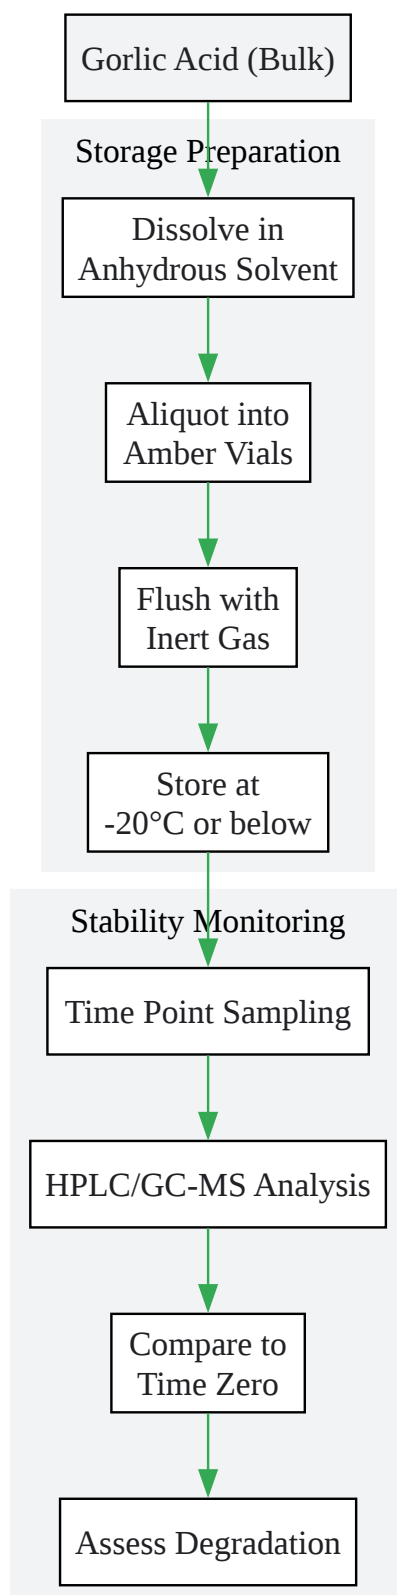 Gorlic Acid (Bulk)
Storage Preparation
Dissolve in
Anhydrous Solvent
Aliquot into
Amber Vials
Flush with
Inert Gas
Store at
-20°C or below
Stability Monitoring
Time Point Sampling
HPLC/GC-MS Analysis
Compare to
Time Zero
Assess Degradation